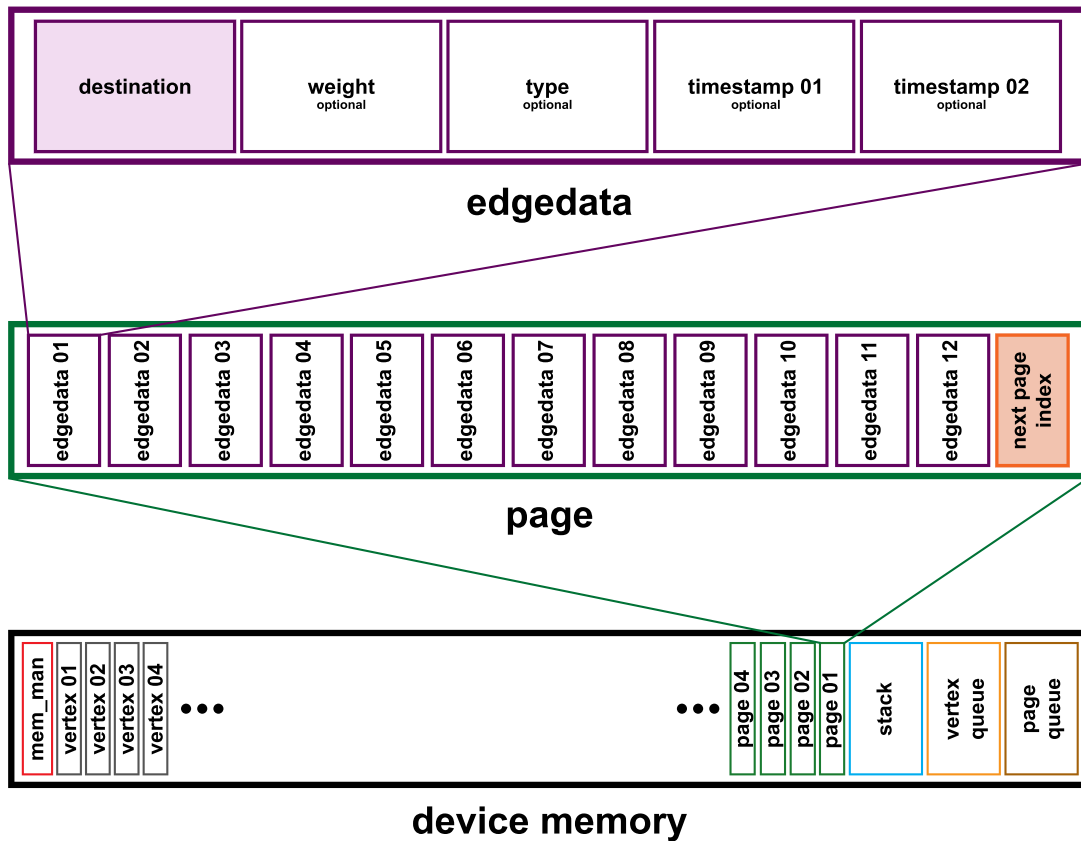 destination
weight
optional
type
optional
timestamp 01
optional
timestamp 02
optional
edgedata
edgedata 01
edgedata 02
edgedata 03
edgedata 04
edgedata 05
edgedata 06
edgedata 07
edgedata 08
edgedata 09
edgedata 10
edgedata 11
edgedata 12
next page
index
page
mem_man
vertex 01
vertex 02
vertex 03
vertex 04
•••
•••
page 04
page 03
page 02
page 01
stack
vertex
queue
page
queue
device memory